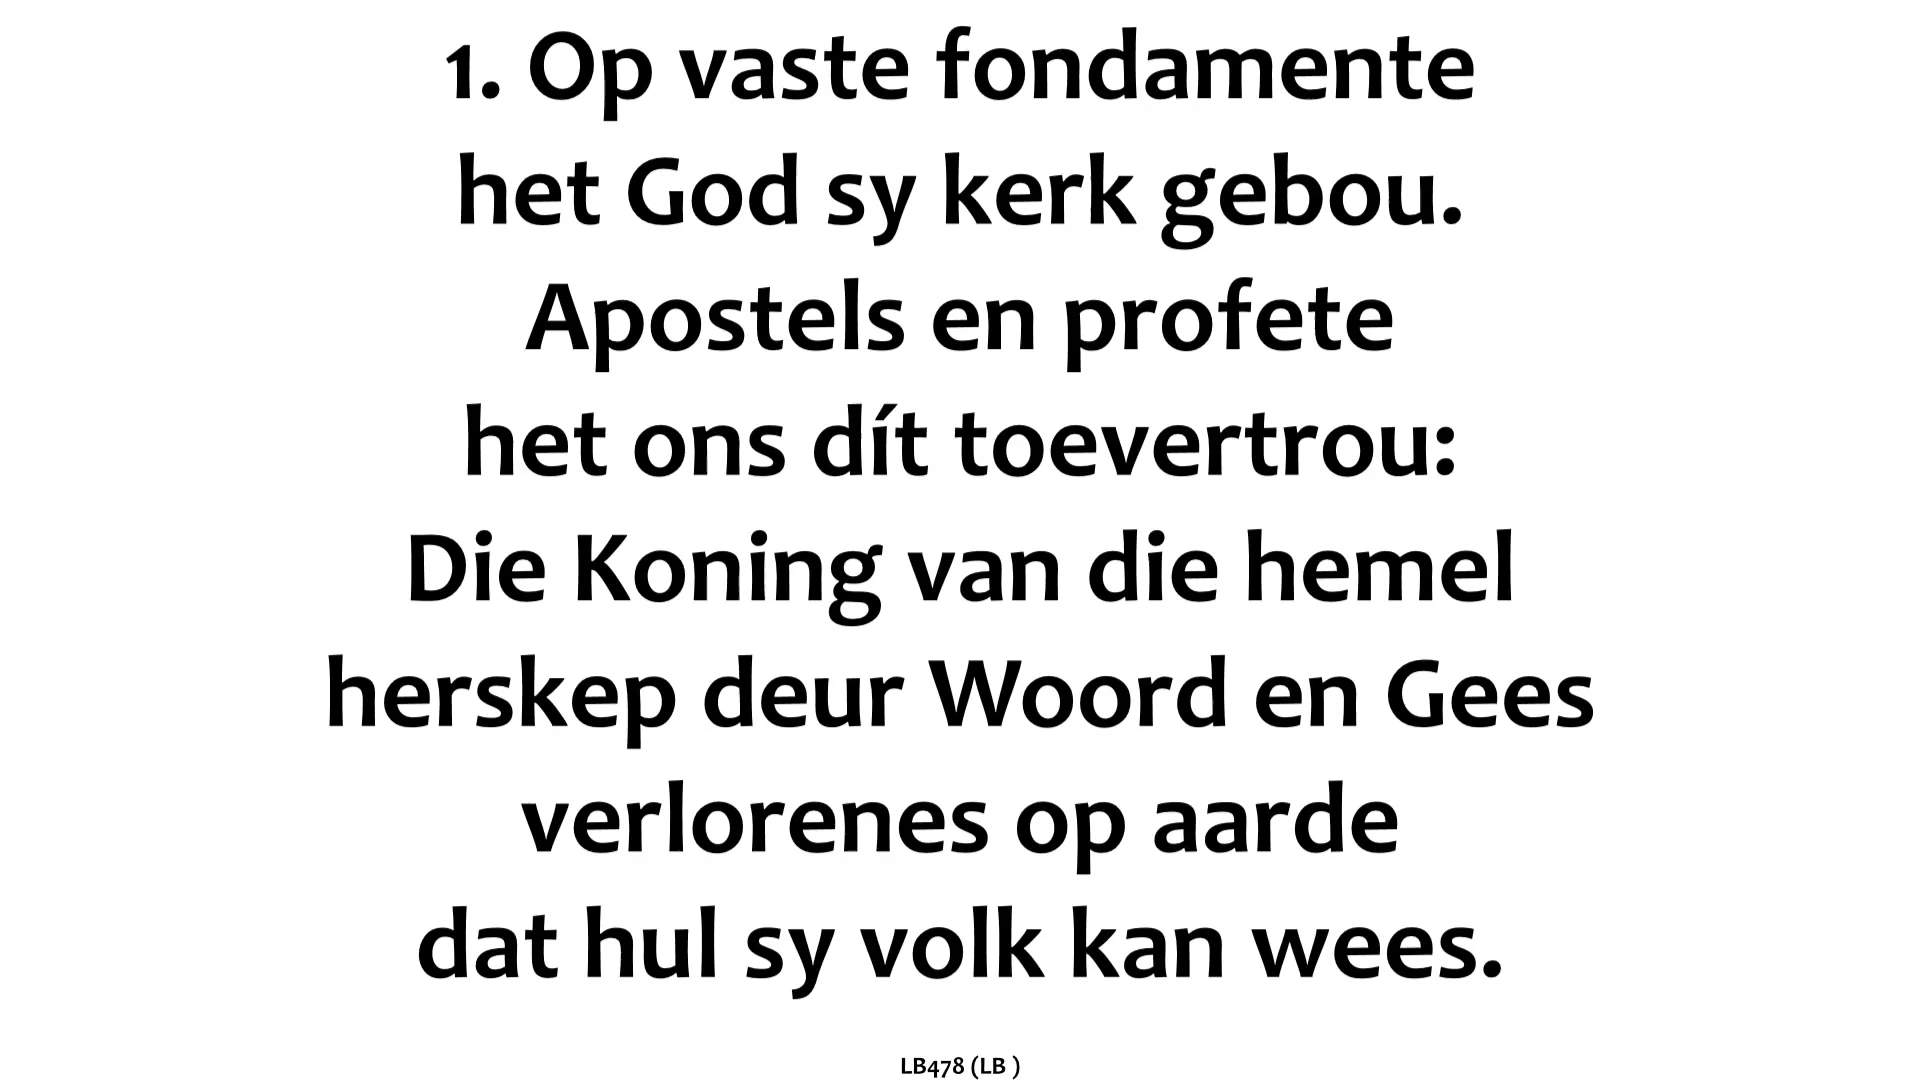 1. Op vaste fondamente
het God sy kerk gebou.
Apostels en profete
het ons dít toevertrou:
Die Koning van die hemel
herskep deur Woord en Gees
verlorenes op aarde
dat hul sy volk kan wees.
LB478 (LB )